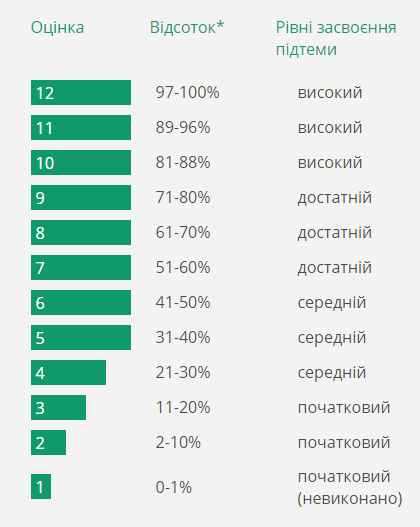 Оцінка Відсоток* Рівні засвоєння
підтеми
12 97-100% високий
11 89-96% високий
10 81-88% високий
9 71-80% достатній
8 61-70% достатній
7 51-60% достатній
6 41-50% середній
5 31-40% середній
4 21-30% середній
3 11-20% початковий
2 2-10% початковий
1 0-1% початковий
(невиконано)